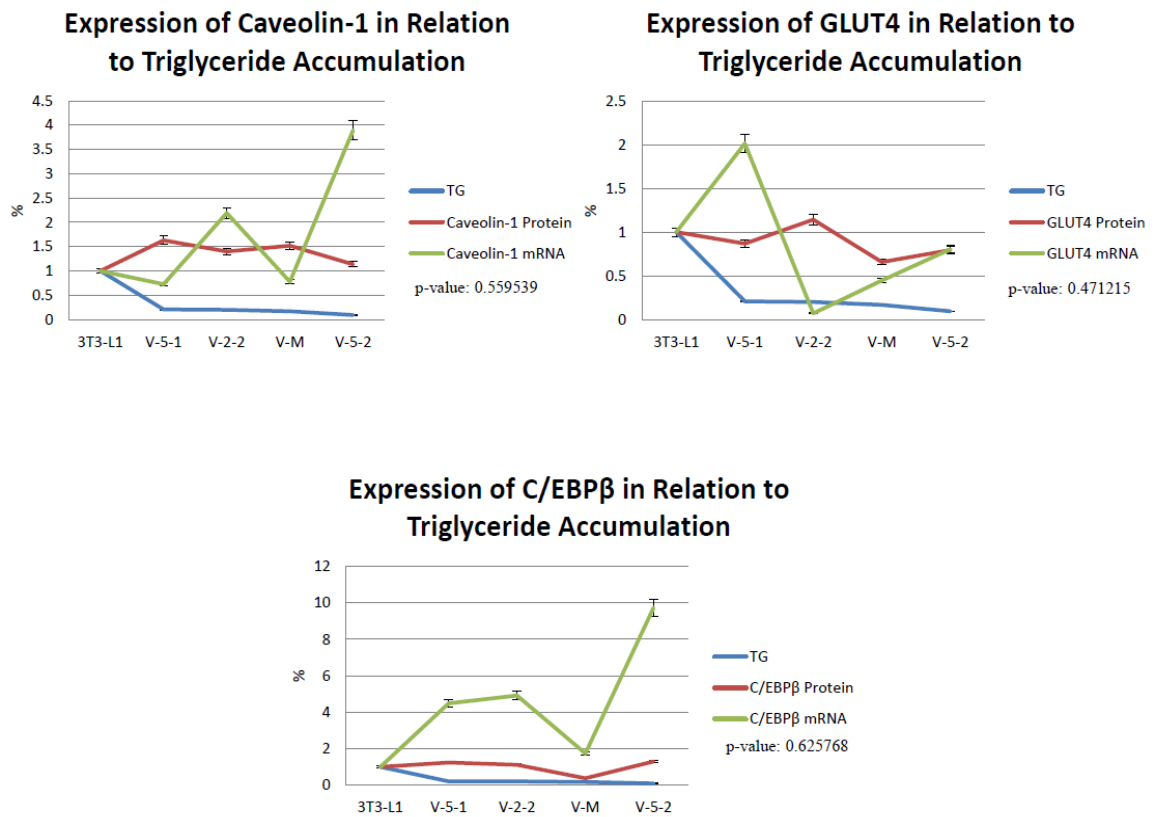 Expression of Caveolin-1 in Relation
to Triglyceride Accumulation
4.5
4
3.5
3
2.5
2
1.5
1
0.5
0
%
3T3-L1 V-5-1 V-2-2 V-M V-5-2
TG
Caveolin-1 Protein
Caveolin-1 mRNA
p-value: 0.559539
Expression of GLUT4 in Relation to
Triglyceride Accumulation
2.5
2
1.5
1
0.5
0
%
3T3-L1 V-5-1 V-2-2 V-M V-5-2
TG
GLUT4 Protein
GLUT4 mRNA
p-value: 0.471215
Expression of C/EBPβ in Relation to
Triglyceride Accumulation
12
10
8
6
4
2
0
%
3T3-L1 V-5-1 V-2-2 V-M V-5-2
TG
C/EBPβ Protein
C/EBPβ mRNA
p-value: 0.625768